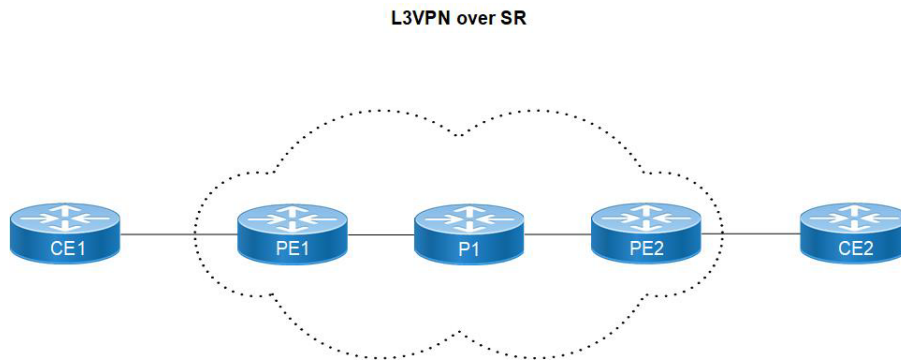 L3VPN over SR
CE1
PE1
P1
PE2
CE2